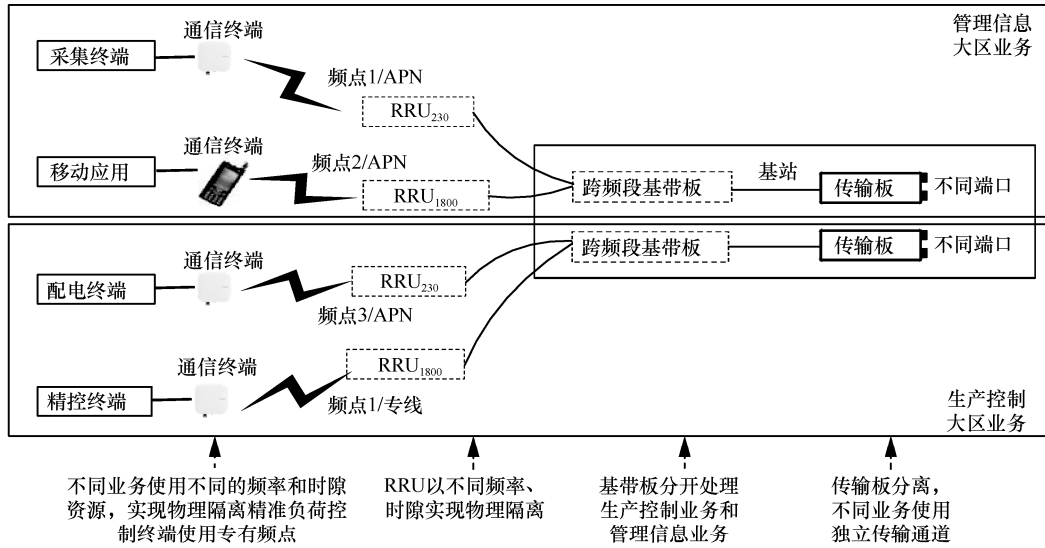 管理信息
大区业务
通信终端
采集终端
频点1/APN
RRU230
通信终端
移动应用
频点2/APN
RRU1800
跨频段基带板
基站
传输板
不同端口
跨频段基带板
传输板
不同端口
通信终端
配电终端
RRU230
频点3/APN
通信终端
RRU1800
精控终端
频点1/专线
生产控制
大区业务
不同业务使用不同的频率和时隙
资源，实现物理隔离精准负荷控
制终端使用专有频点
RRU以不同频率、
时隙实现物理隔离
基带板分开处理
生产控制业务和
管理信息业务
传输板分离，
不同业务使用
独立传输通道